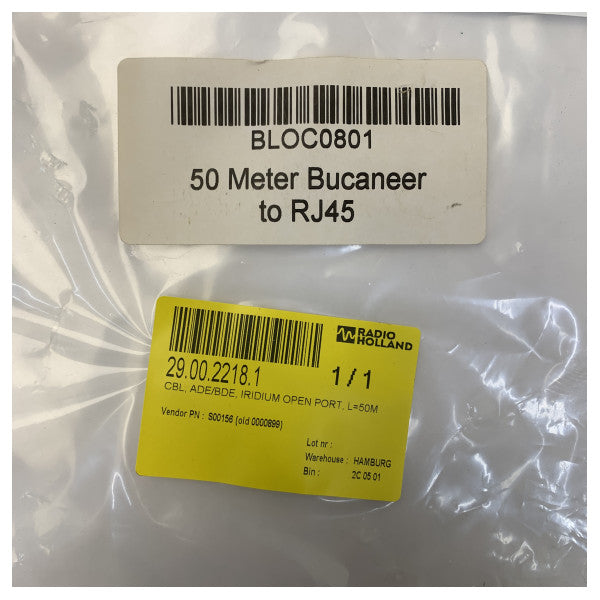 BLOC0801
50 Meter Bucaneer
to RJ45
RADIO
HOLLAND
29.00.2218.1 1 / 1
CBL, ADE/BDE, IRIDIUM OPEN PORT, L=50M
Vendor PN : S00156 (old 0000899)
Lot nr :
Warehouse : HAMBURG
Bin : 2C 05 01